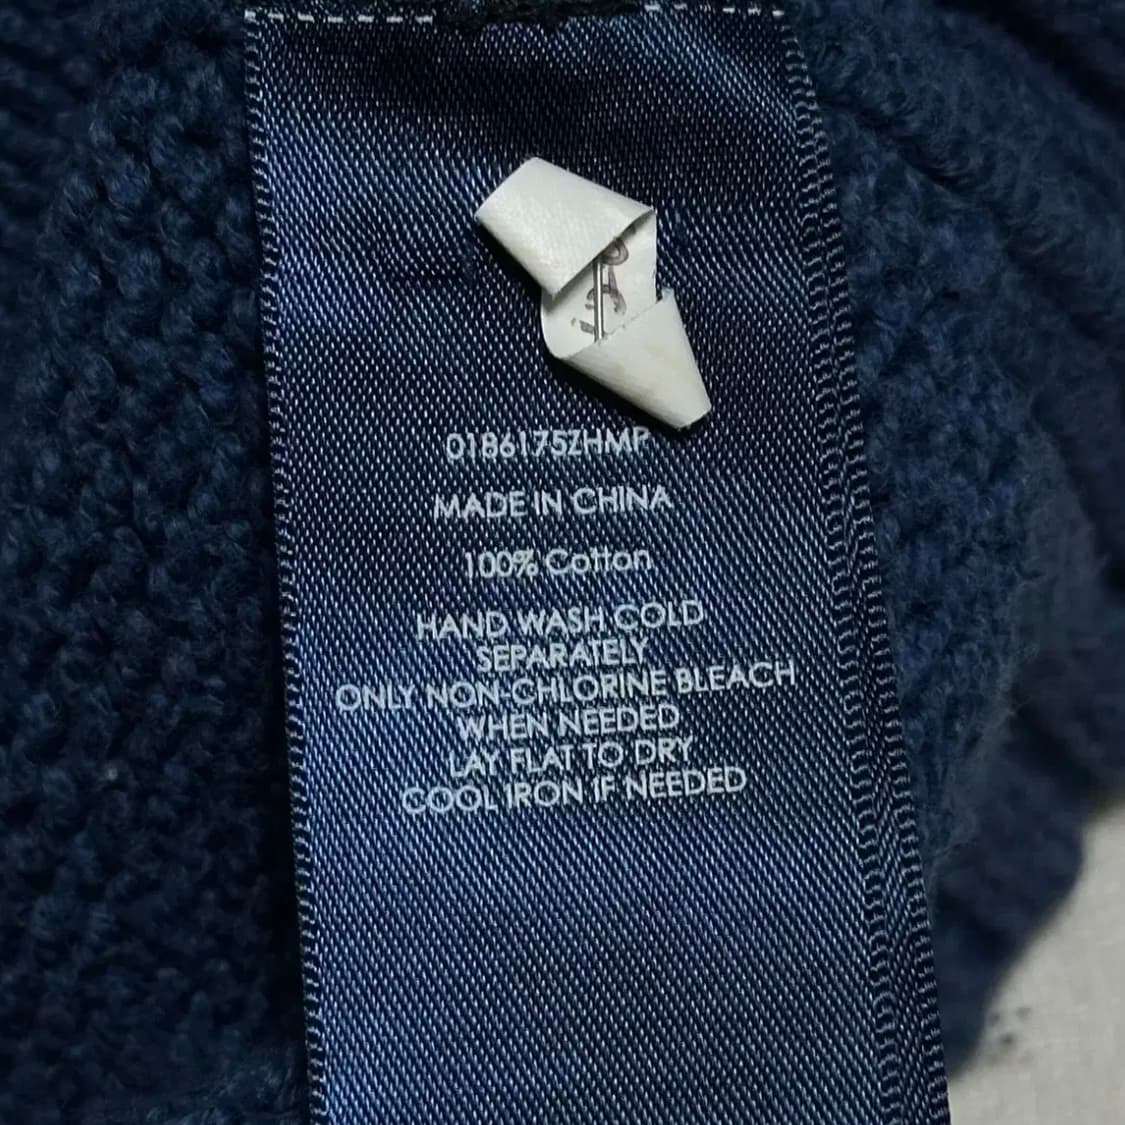 0186175ZHMP
MADE IN CHINA
100% Cotton
HAND WASH COLD
SEPARATELY
ONLY NON-CHLORINE BLEACH
WHEN NEEDED
LAY FLAT TO DRY
COOL IRON IF NEEDED